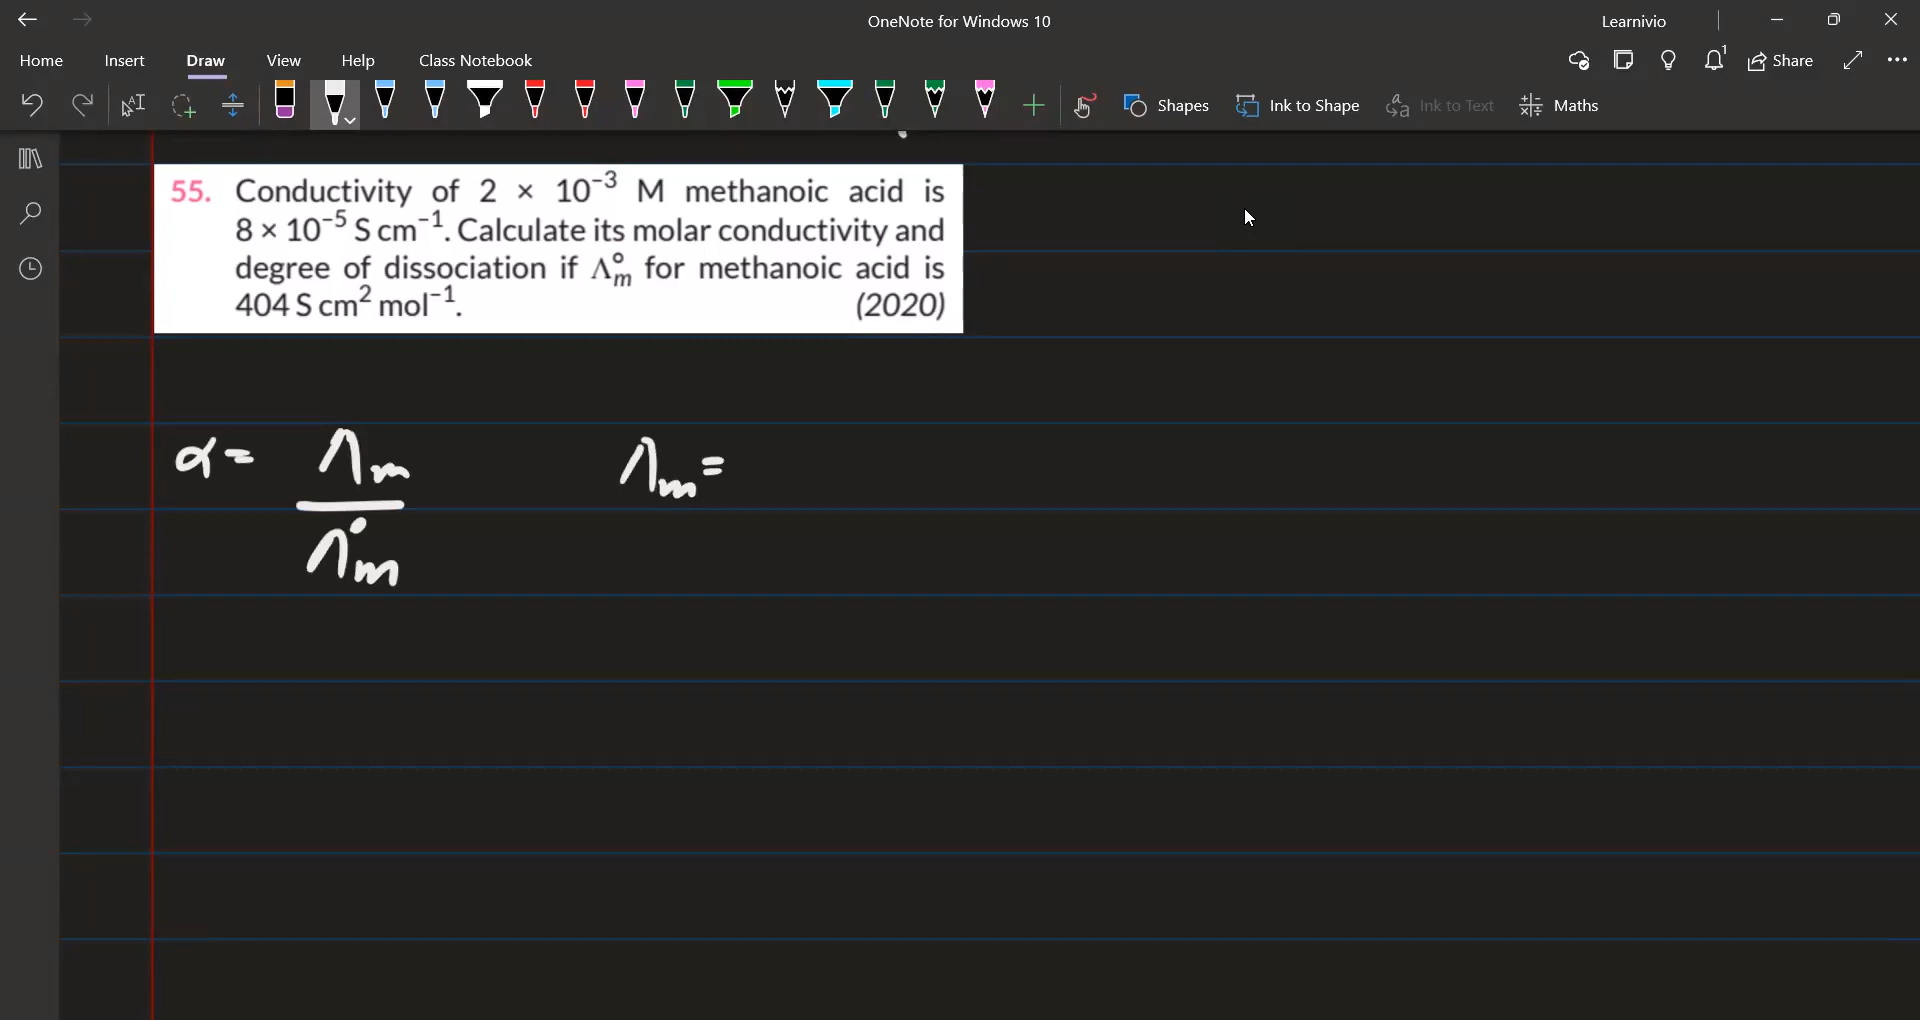 OneNote for Windows 10
Learnivio
Home Insert Draw View Help Class Notebook
1 Share
Shapes Ink to Shape Ink to Text Maths
55. Conductivity of 2 × 10⁻³ M methanoic acid is
8 × 10⁻⁵ S cm⁻¹. Calculate its molar conductivity and
degree of dissociation if Λ°m for methanoic acid is
404 S cm² mol⁻¹. (2020)
α = Λm Λm =
Λ°m